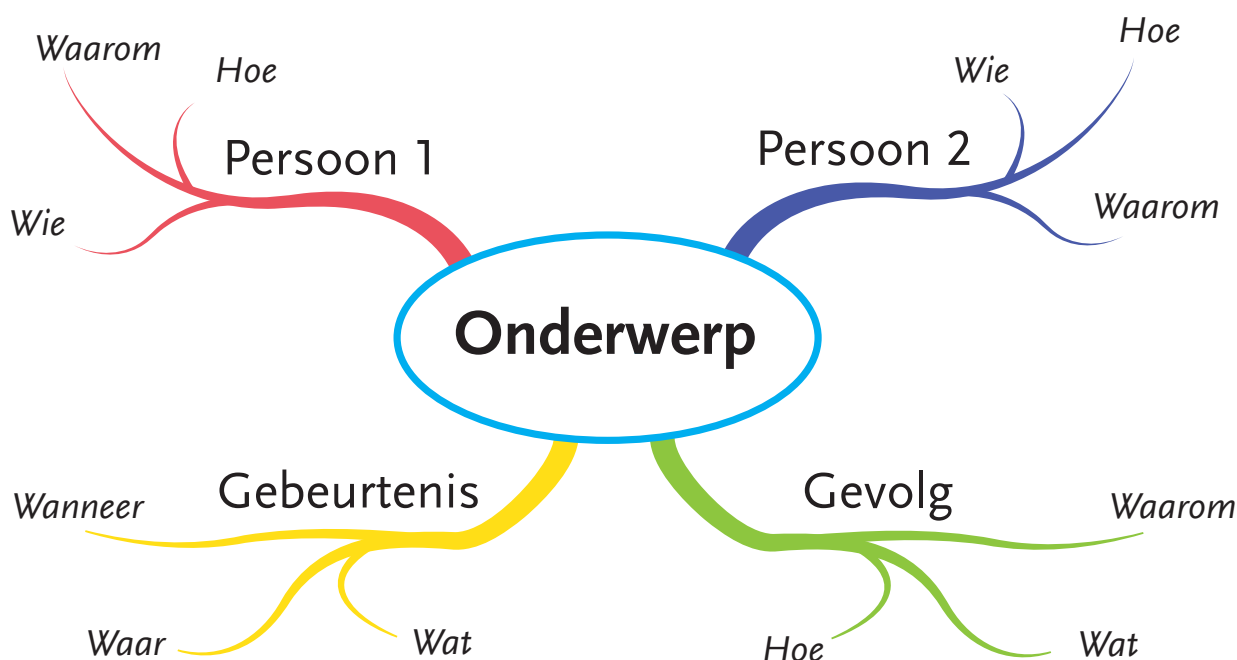 Waarom
Hoe
Persoon 1
Wie
Hoe
Wie
Persoon 2
Waarom
Onderwerp
Gebeurtenis
Wanneer
Waar
Wat
Gevolg
Waarom
Hoe
Wat